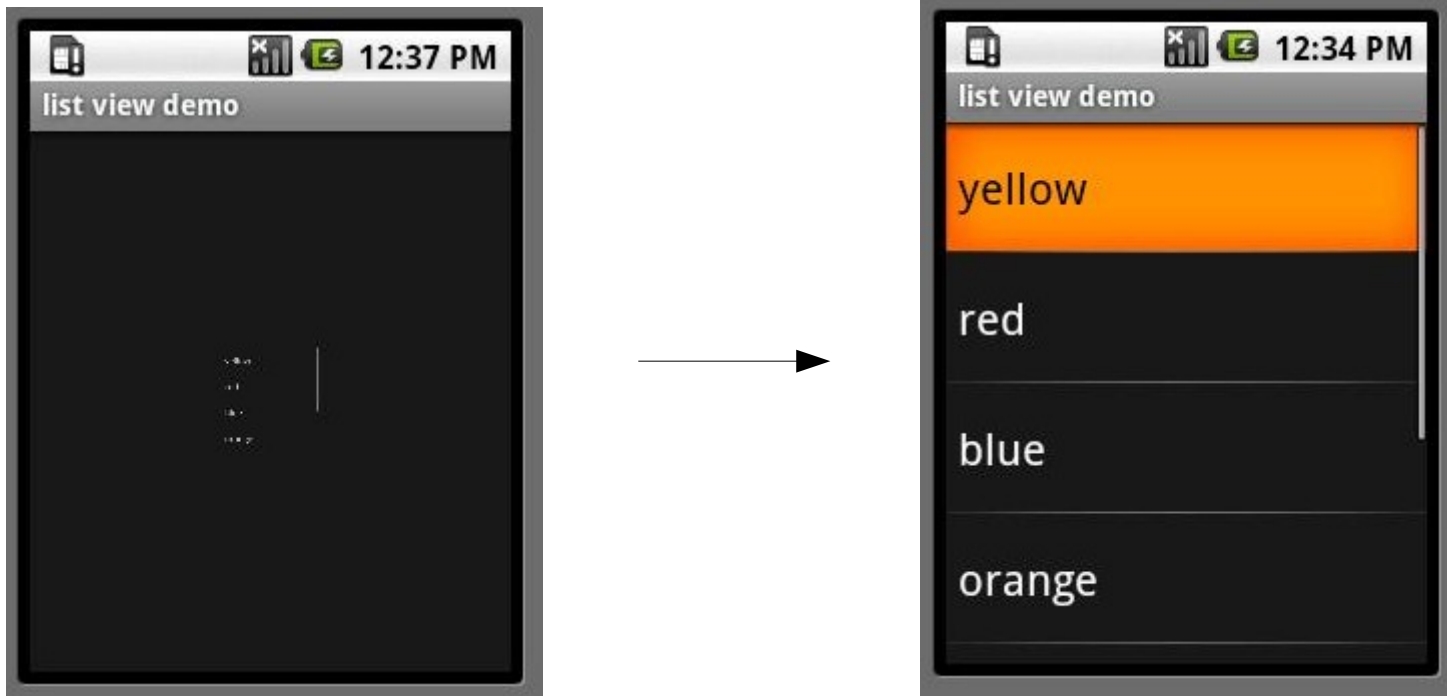 12:37 PM
list view demo
12:34 PM
list view demo
yellow
red
blue
orange